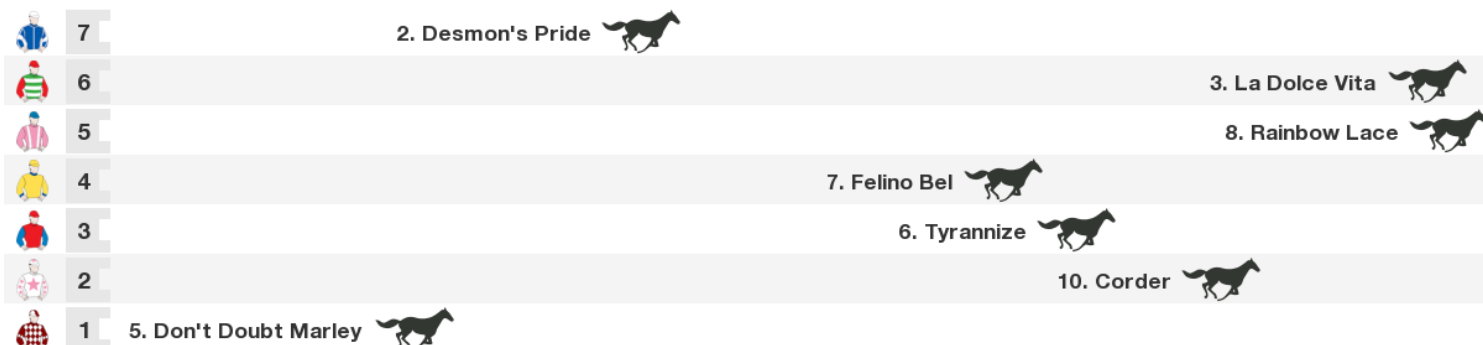 7 2. Desmon's Pride
6 3. La Dolce Vita
5 8. Rainbow Lace
4 7. Felino Bel
3 6. Tyrannize
2 10. Corder
1 5. Don't Doubt Marley